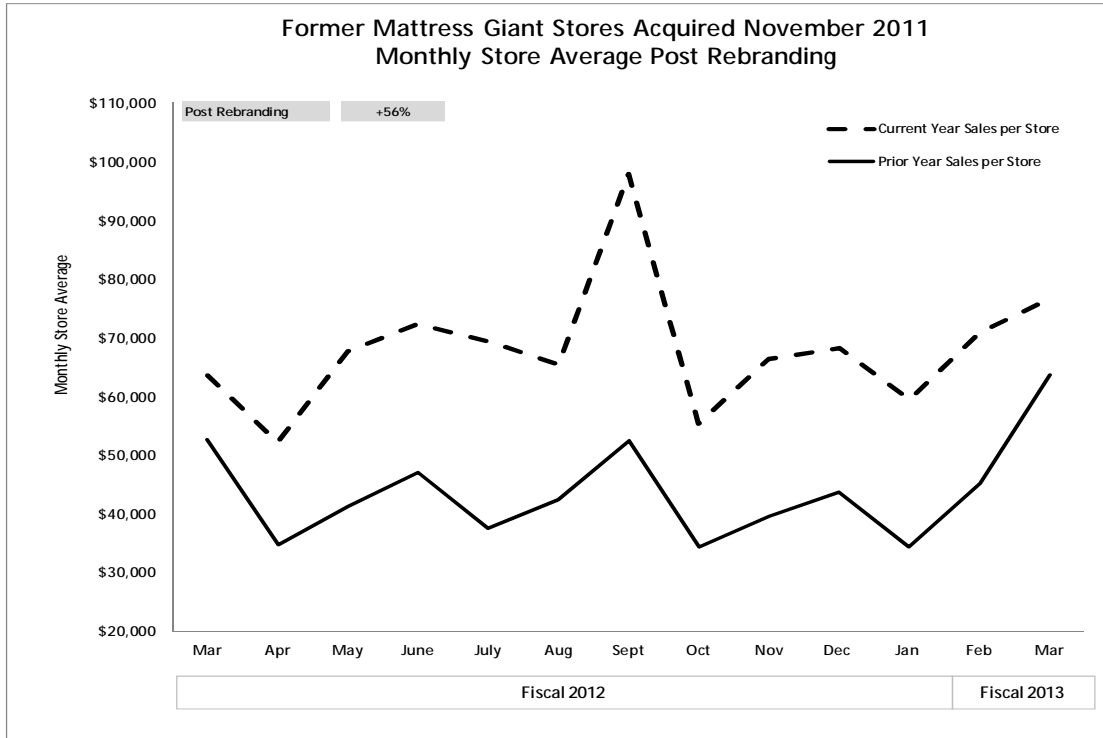 Former Mattress Giant Stores Acquired November 2011
Monthly Store Average Post Rebranding
Post Rebranding +56%
Current Year Sales per Store
Prior Year Sales per Store
Monthly Store Average
$110,000
$100,000
$90,000
$80,000
$70,000
$60,000
$50,000
$40,000
$30,000
$20,000
Mar Apr May June July Aug Sept Oct Nov Dec Jan Feb Mar
Fiscal 2012 Fiscal 2013